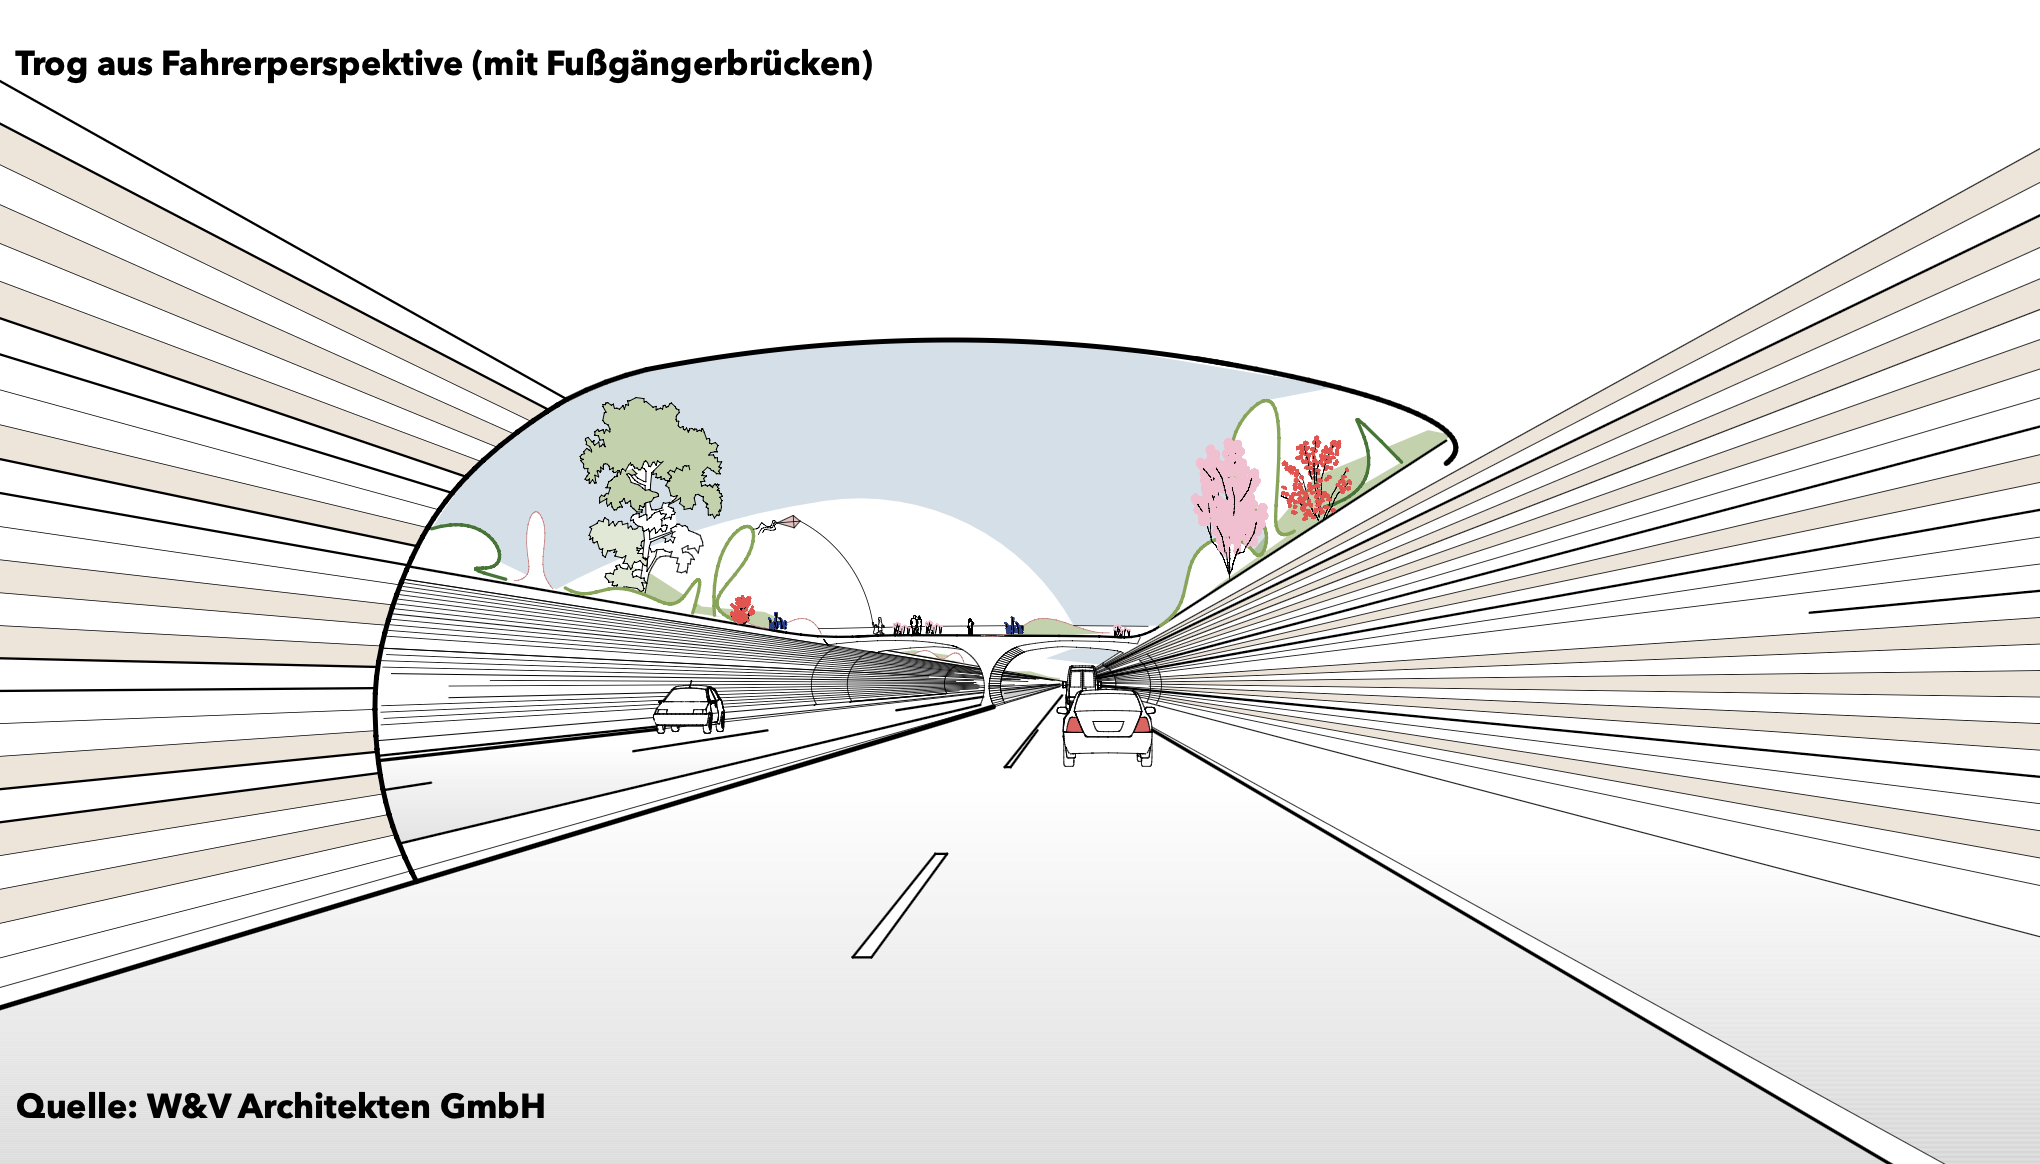 Trog aus Fahrerperspektive (mit Fußgängerbrücken)
Quelle: W&V Architekten GmbH